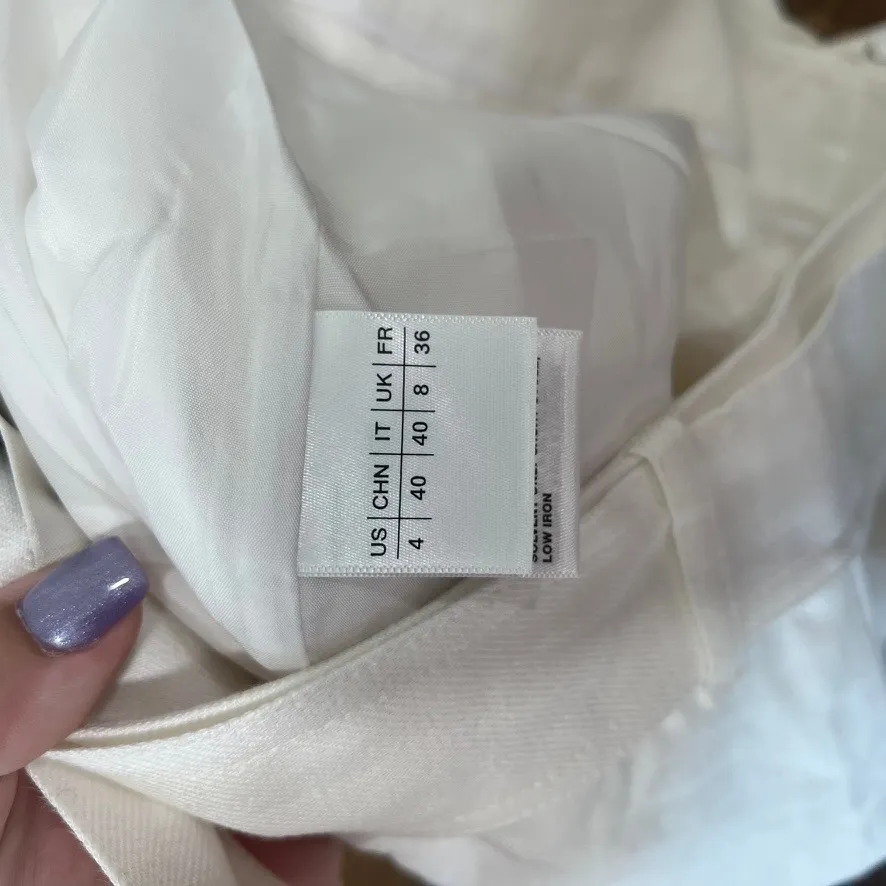 US | CHN | IT | UK | FR
4 | 40 | 40 | 8 | 36
LOW IRON